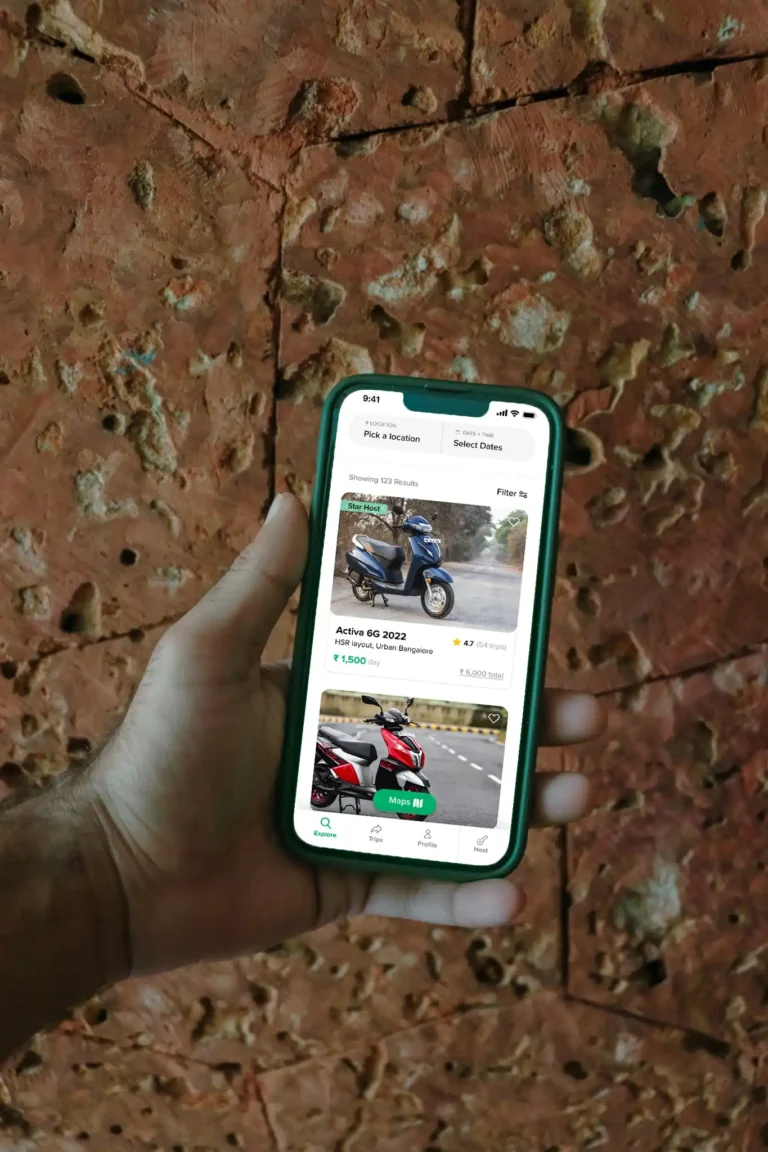 9:41
LOCATION
Pick a location
DATE + TIME
Select Dates
Showing 123 Results
Filter
Star Host
Activa 6G 2022
4.7 (54 trips)
HSR layout, Urban Bangalore
₹ 1,500 day
₹ 6,000 total
Maps
Explore
Trips
Profile
Host